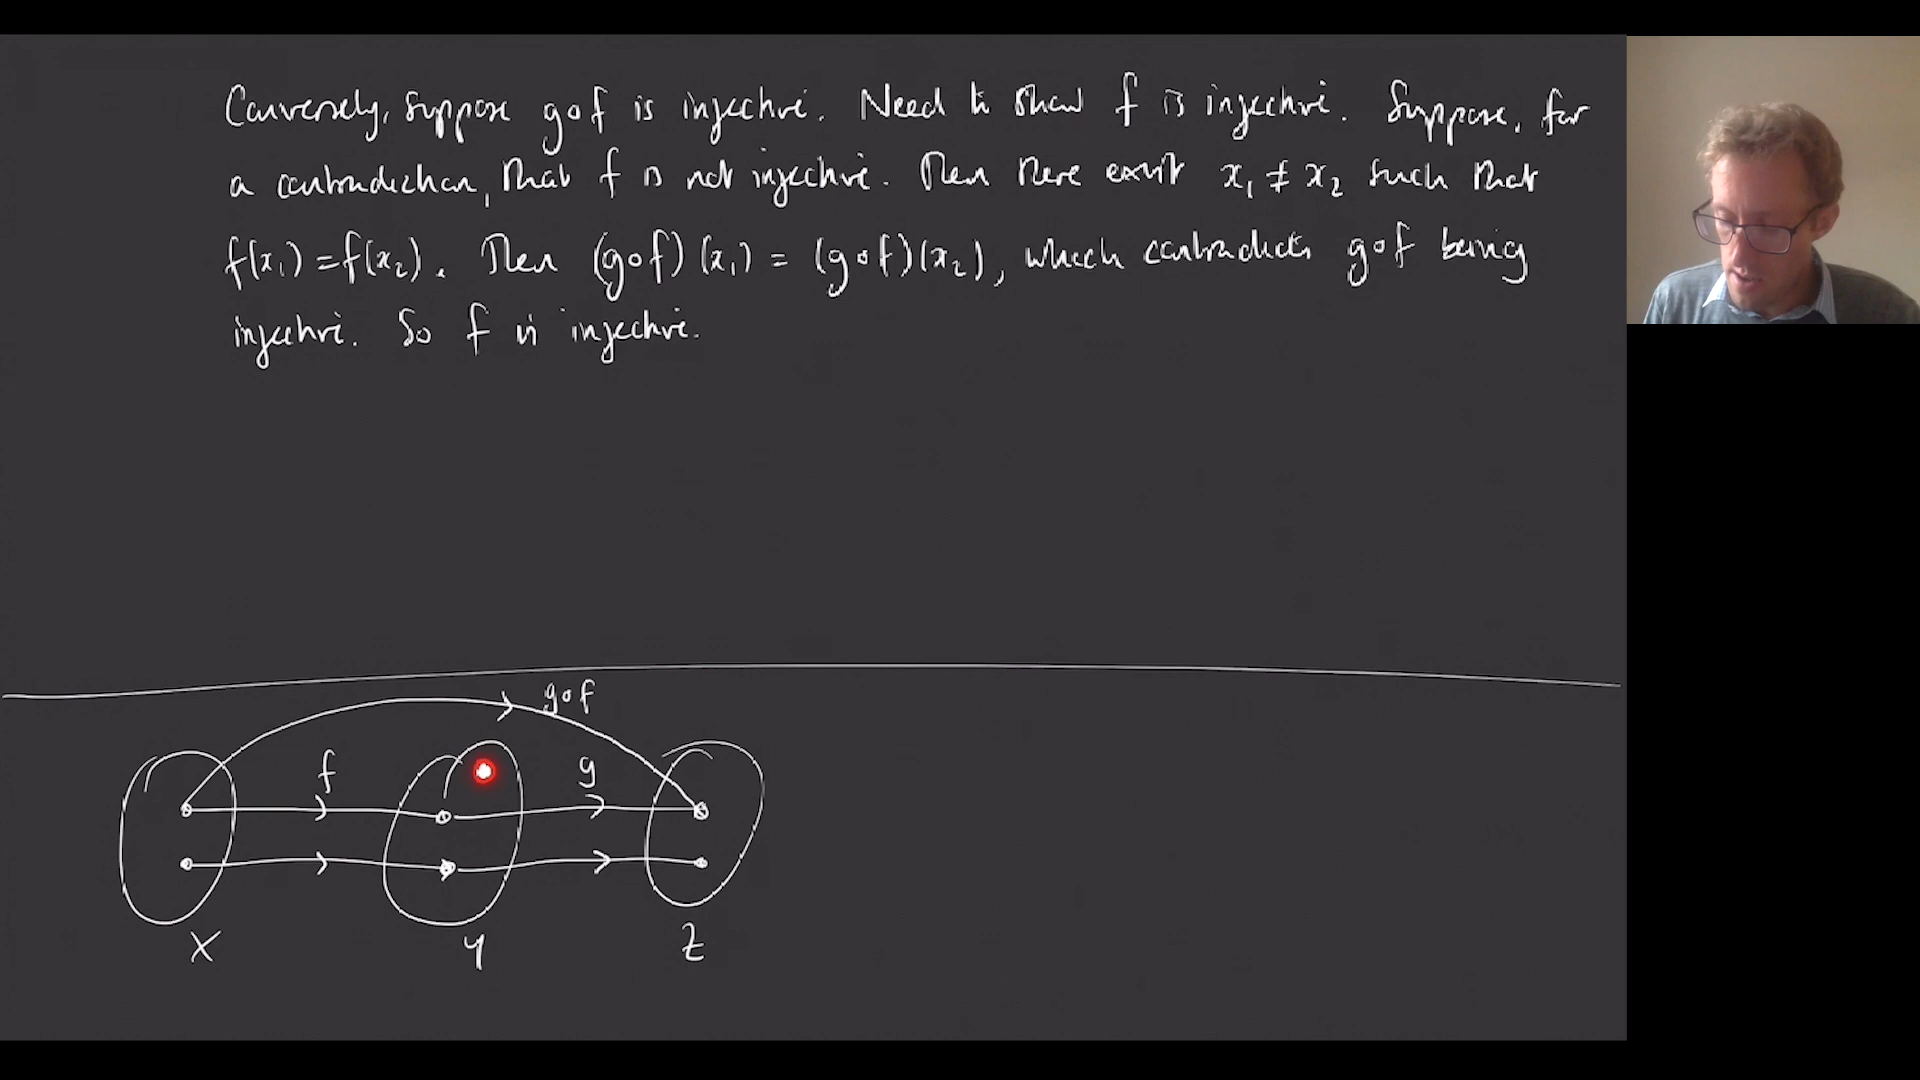 Conversely, suppose g∘f is injective. Need to show f is injective. Suppose, for
a contradiction, that f is not injective. Then there exist x₁ ≠ x₂ such that
f(x₁) = f(x₂). Then (g∘f)(x₁) = (g∘f)(x₂), which contradicts g∘f being
injective. So f is injective.
g∘f
f g
X Y Z